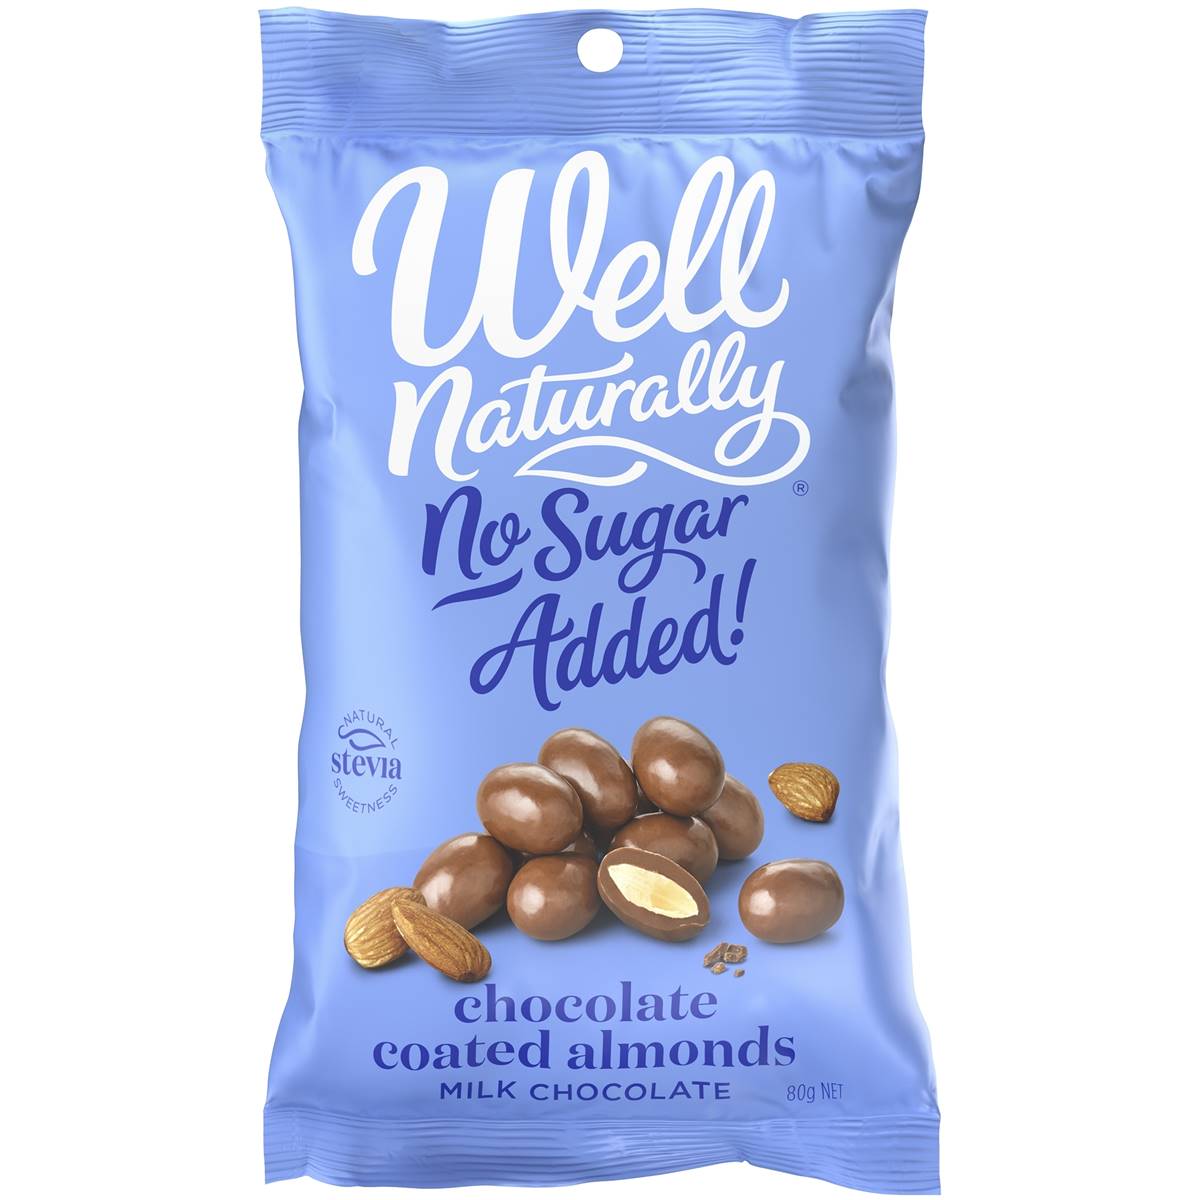 Well
Naturally
®
No Sugar
Added!
NATURAL
stevia
SWEETNESS
chocolate
coated almonds
MILK CHOCOLATE
80g NET